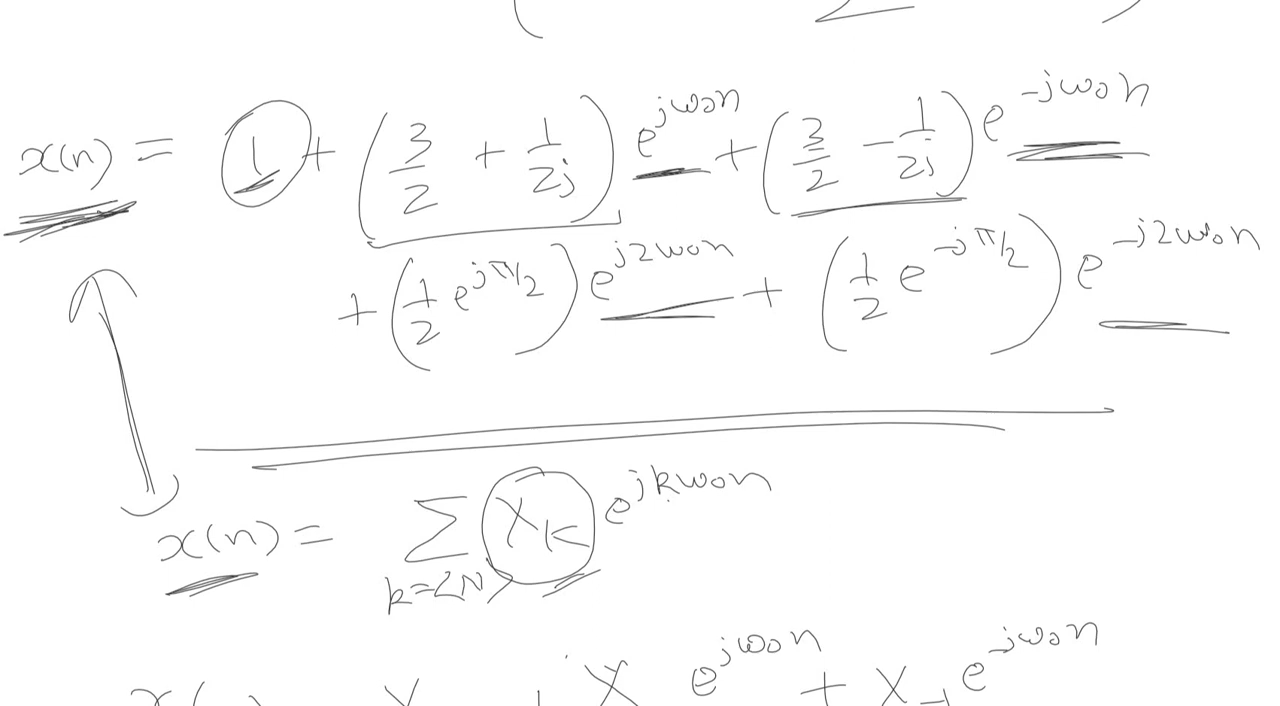 x(n) = 1 + (3/2 + 1/2j) e^{jω0n} + (3/2 - 1/2j) e^{-jω0n}
+ (1/2 e^{jπ/2}) e^{j2ω0n} + (1/2 e^{-jπ/2}) e^{-j2ω0n}
x(n) = Σ X_K e^{jkω0n}
k=<N>
e^{jω0n} + X_{-1} e^{-jω0n}